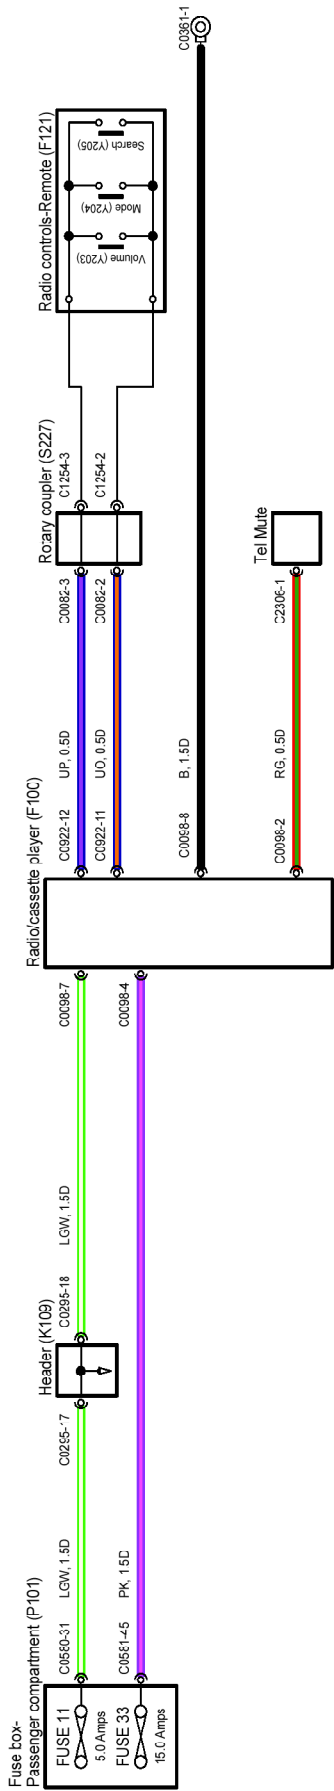 Fuse box-
Passenger compartment (P101)
FUSE 11
5.0 Amps
FUSE 33
15.0 Amps
C0580-31
LGW, 1.5D
C0295-17
C0581-45
PK, 1.5D
Header (K109)
C0295-18
LGW, 1.5D
C0098-7
C0098-4
Radio/cassette player (F100)
C0922-12
UP, 0.5D
C0082-3
C0922-11
UO, 0.5D
C0082-2
C0098-8
B, 1.5D
C0361-1
C0098-2
RG, 0.5D
C2306-1
Rotary coupler (S227)
C1254-3
C1254-2
Tel Mute
Radio controls-Remote (F121)
Volume (Y203)
Mode (Y204)
Search (Y205)